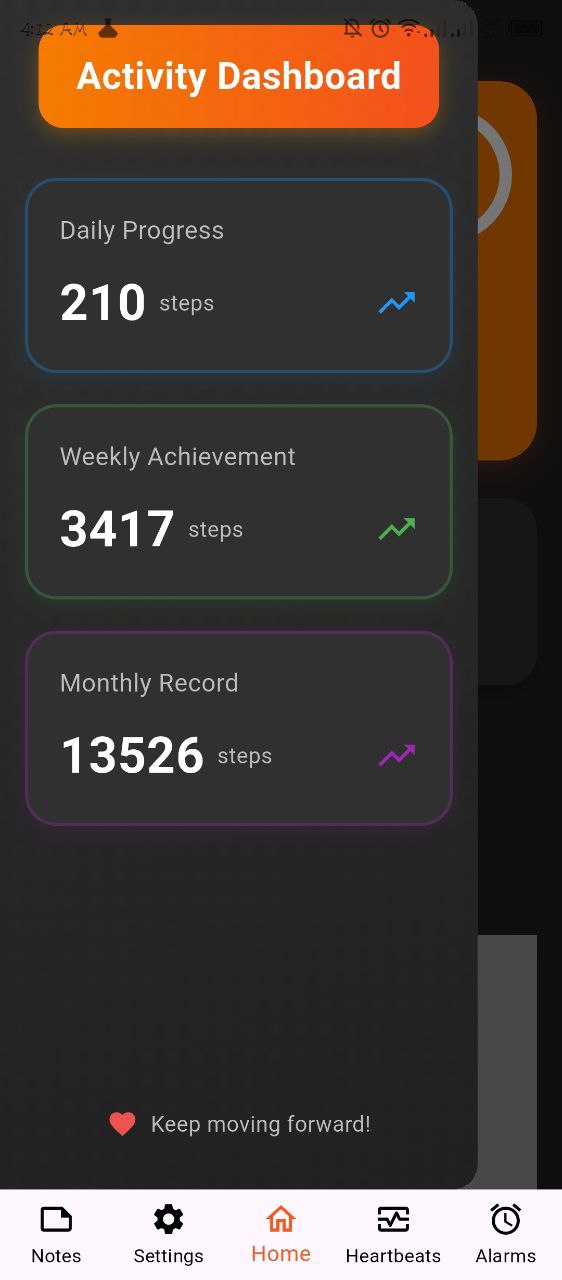 4:12 AM
Activity Dashboard
Daily Progress
210 steps
Weekly Achievement
3417 steps
Monthly Record
13526 steps
Keep moving forward!
Notes Settings Home Heartbeats Alarms